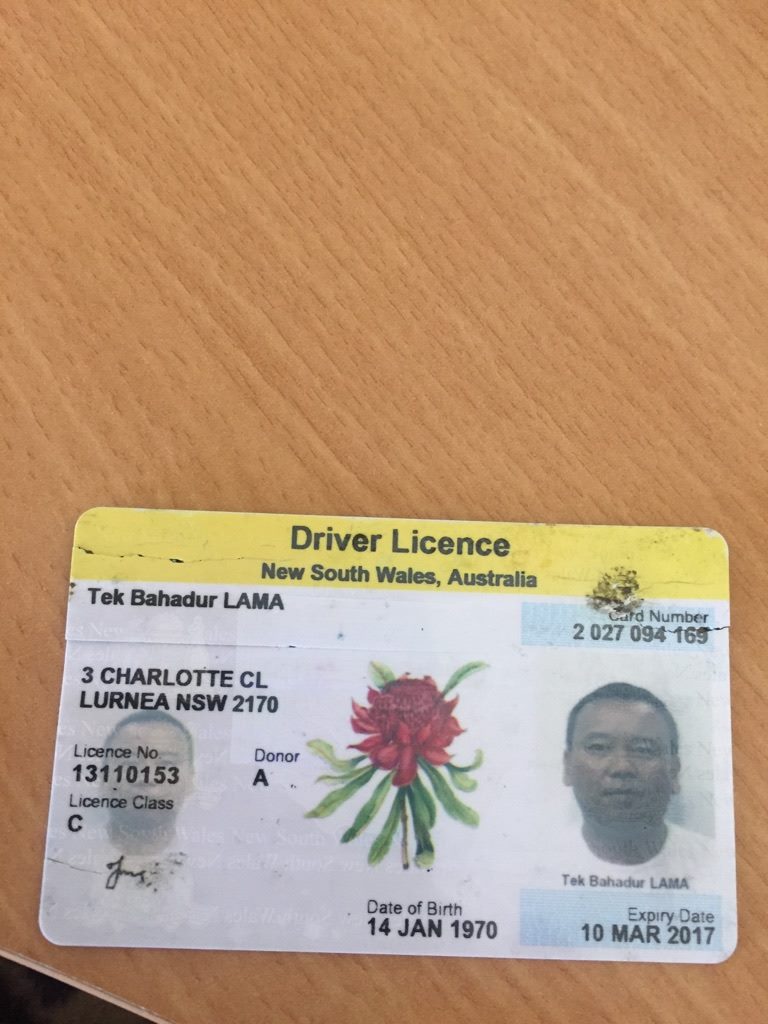 Driver Licence
New South Wales, Australia
Tek Bahadur LAMA
Card Number
2 027 094 169
3 CHARLOTTE CL
LURNEA NSW 2170
Licence No.
13110153
Donor
A
Licence Class
C
Tek Bahadur LAMA
Date of Birth
14 JAN 1970
Expiry Date
10 MAR 2017